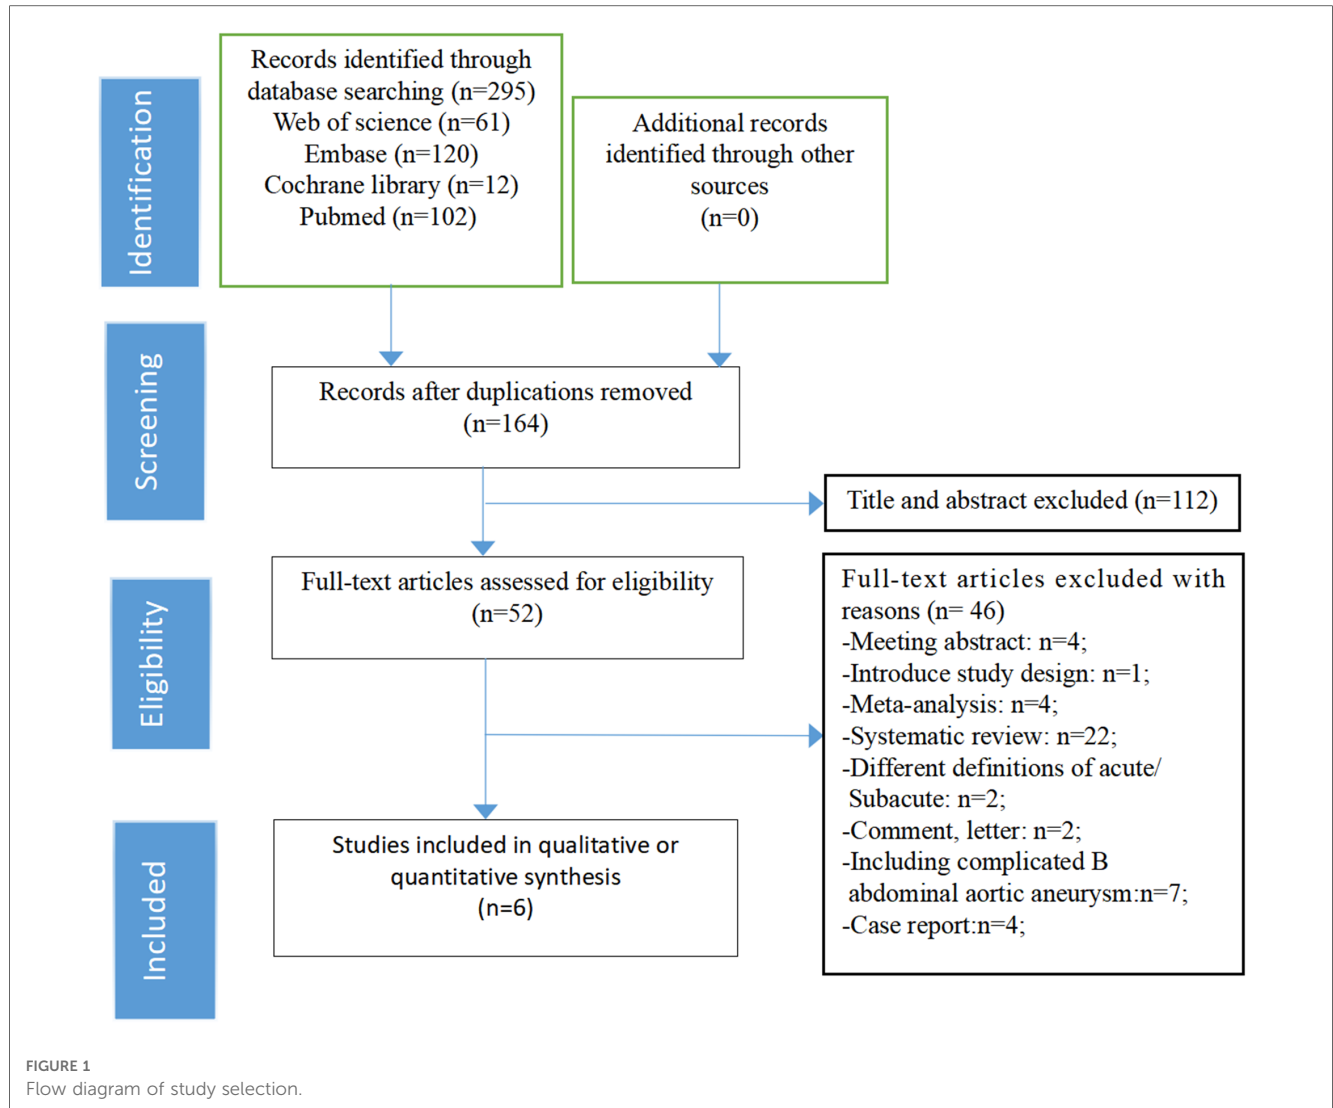 Identification
Records identified through
database searching (n=295)
Web of science (n=61)
Embase (n=120)
Cochrane library (n=12)
Pubmed (n=102)
Additional records
identified through other
sources
(n=0)
Screening
Records after duplications removed
(n=164)
Title and abstract excluded (n=112)
Eligibility
Full-text articles assessed for eligibility
(n=52)
Full-text articles excluded with
reasons (n= 46)
-Meeting abstract: n=4;
-Introduce study design: n=1;
-Meta-analysis: n=4;
-Systematic review: n=22;
-Different definitions of acute/
Subacute: n=2;
-Comment, letter: n=2;
-Including complicated B
abdominal aortic aneurysm:n=7;
-Case report:n=4;
Included
Studies included in qualitative or
quantitative synthesis
(n=6)
FIGURE 1
Flow diagram of study selection.